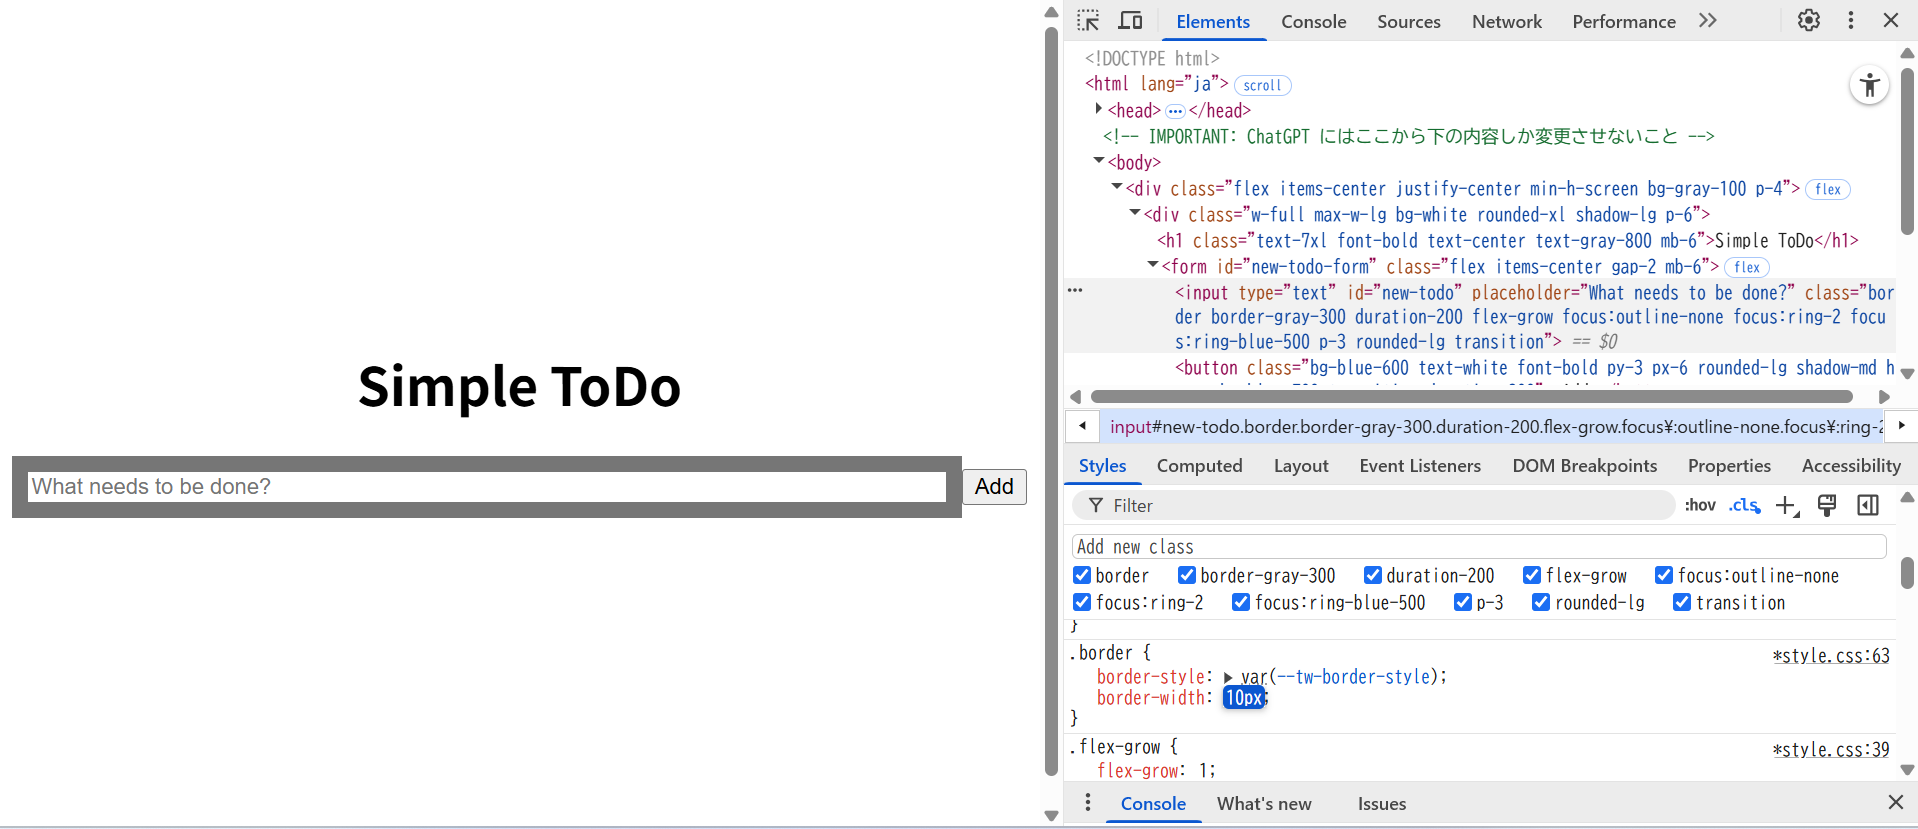 Simple ToDo
What needs to be done?
Add
Elements Console Sources Network Performance
<!DOCTYPE html>
<html lang="ja"> scroll
<head> ⋯ </head>
<!-- IMPORTANT: ChatGPT にはここから下の内容しか変更させないこと -->
<body>
<div class="flex items-center justify-center min-h-screen bg-gray-100 p-4"> flex
<div class="w-full max-w-lg bg-white rounded-xl shadow-lg p-6">
<h1 class="text-7xl font-bold text-center text-gray-800 mb-6">Simple ToDo</h1>
<form id="new-todo-form" class="flex items-center gap-2 mb-6"> flex
<input type="text" id="new-todo" placeholder="What needs to be done?" class="bor
der border-gray-300 duration-200 flex-grow focus:outline-none focus:ring-2 focu
s:ring-blue-500 p-3 rounded-lg transition"> == $0
<button class="bg-blue-600 text-white font-bold py-3 px-6 rounded-lg shadow-md h
input#new-todo.border.border-gray-300.duration-200.flex-grow.focus¥:outline-none.focus¥:ring-2
Styles Computed Layout Event Listeners DOM Breakpoints Properties Accessibility
Filter :hov .cls
Add new class
border border-gray-300 duration-200 flex-grow focus:outline-none
focus:ring-2 focus:ring-blue-500 p-3 rounded-lg transition
}
.border { *style.css:63
border-style: var(--tw-border-style);
border-width: 10px;
}
.flex-grow { *style.css:39
flex-grow: 1;
Console What's new Issues